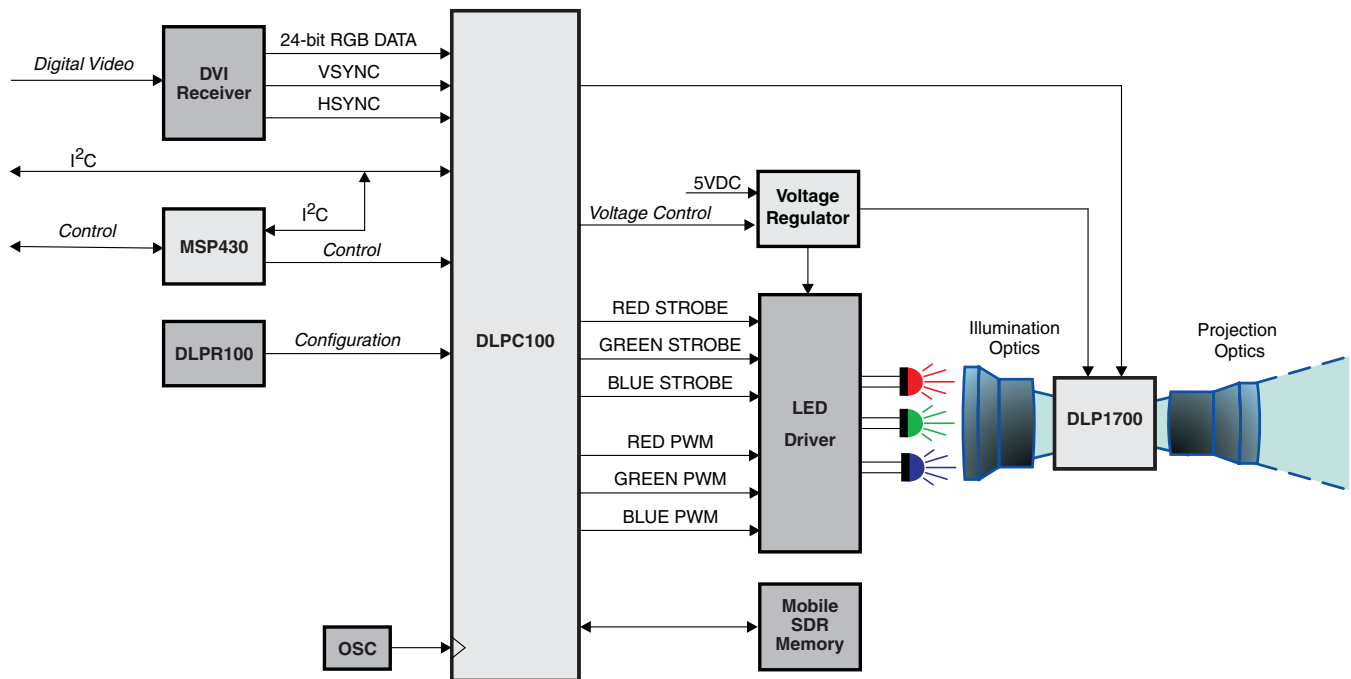 24-bit RGB DATA
Digital Video
DVI
Receiver
VSYNC
HSYNC
I²C
I²C
Control
MSP430
Control
DLPR100
Configuration
OSC
DLPC100
5VDC
Voltage Control
Voltage
Regulator
RED STROBE
GREEN STROBE
BLUE STROBE
RED PWM
GREEN PWM
BLUE PWM
LED
Driver
Mobile
SDR
Memory
Illumination
Optics
DLP1700
Projection
Optics